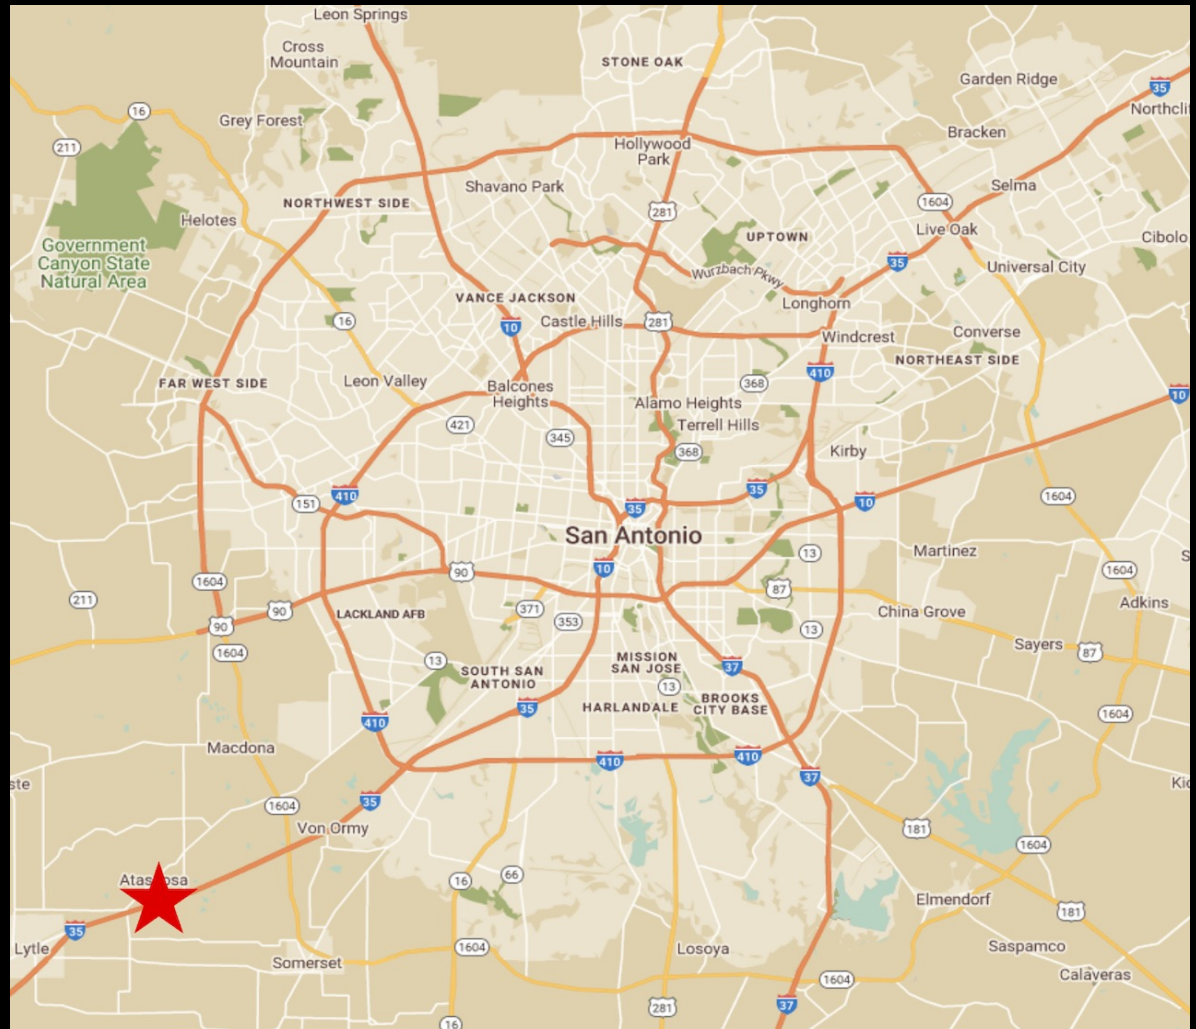 Leon Springs
Cross
Mountain
STONE OAK
Garden Ridge
35
16
Northcli
Grey Forest
Bracken
211
Hollywood
Park
Shavano Park
Selma
NORTHWEST SIDE
1604
281
Helotes
Live Oak
UPTOWN
Cibolo
Government
Canyon State
Natural Area
35
Universal City
Wurzbach Pkwy
VANCE JACKSON
Longhorn
16
10
Castle Hills
281
Windcrest
Converse
NORTHEAST SIDE
410
FAR WEST SIDE
Leon Valley
Balcones
Heights
368
10
Alamo Heights
421
Terrell Hills
345
368
Kirby
410
35
1604
151
35
10
San Antonio
Martinez
13
10
90
1604
1604
211
90
371
87
Adkins
LACKLAND AFB
353
China Grove
90
13
1604
Sayers
87
13
SOUTH SAN
ANTONIO
MISSION
SAN JOSE
37
13
BROOKS
CITY BASE
35
HARLANDALE
1604
410
Macdona
410
410
37
ste
Kic
1604
35
Von Ormy
181
1604
66
16
Elmendorf
181
35
Lytle
1604
Losoya
Saspamco
Somerset
Calaveras
1604
281
37
16